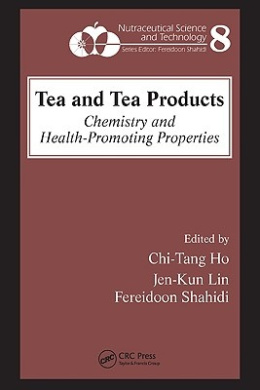 Nutraceutical Science
and Technology
Series Editor: Fereidoon Shahidi
8
Tea and Tea Products
Chemistry and
Health-Promoting Properties
Edited by
Chi-Tang Ho
Jen-Kun Lin
Fereidoon Shahidi
CRC
CRC Press
Taylor & Francis Group